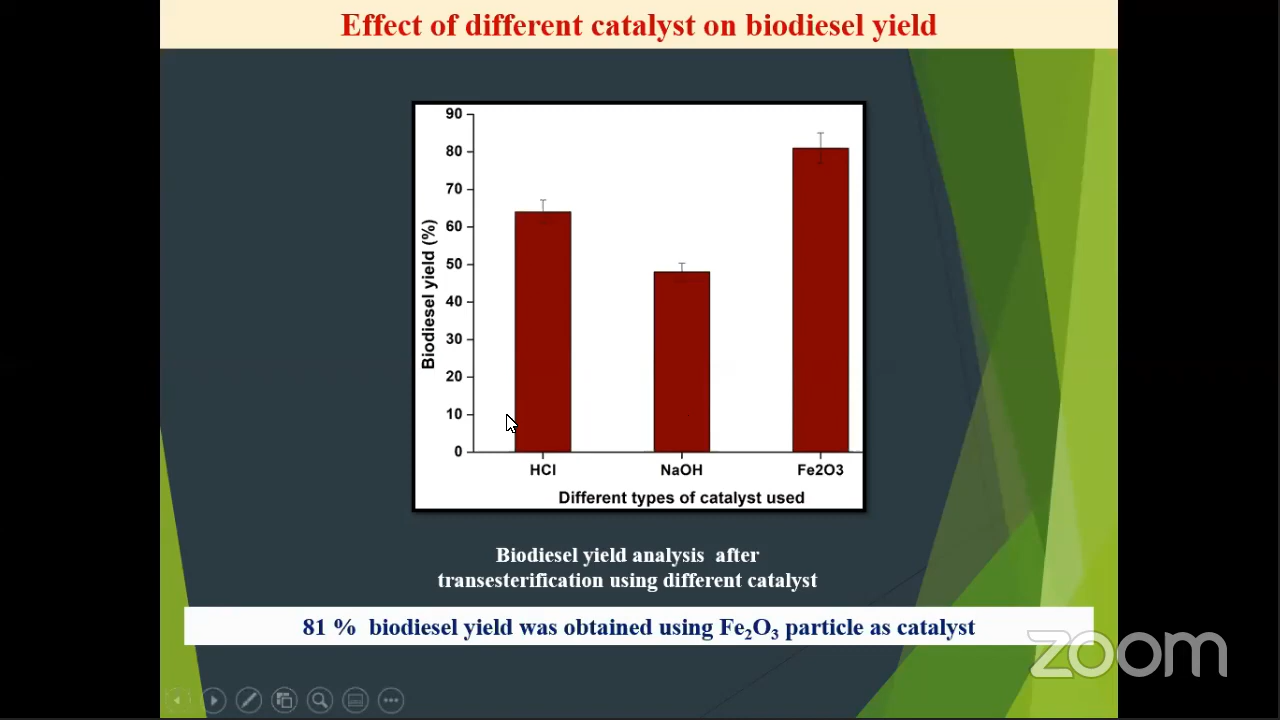 Effect of different catalyst on biodiesel yield
90
80
70
60
50
40
30
20
10
0
Biodiesel yield (%)
HCl
NaOH
Fe2O3
Different types of catalyst used
Biodiesel yield analysis after
transesterification using different catalyst
81 % biodiesel yield was obtained using Fe₂O₃ particle as catalyst
zoom